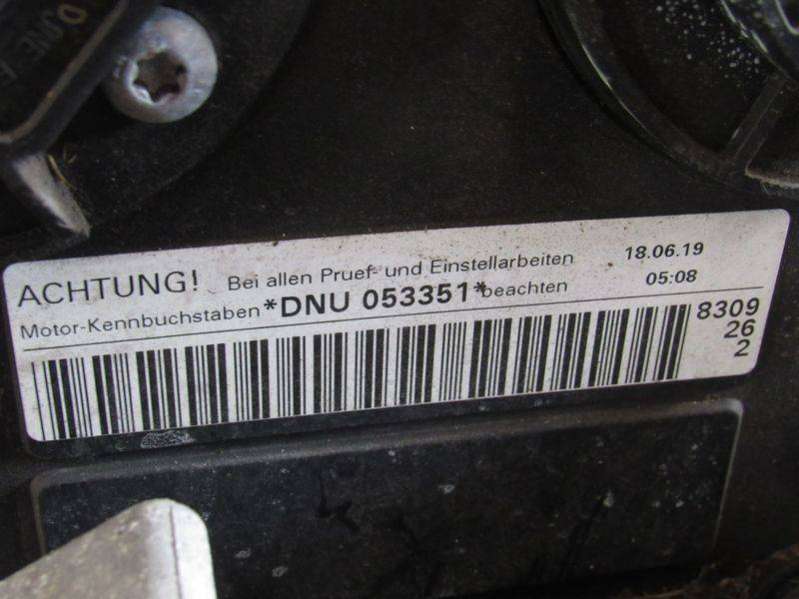 ACHTUNG! Bei allen Pruef- und Einstellarbeiten 18.06.19
Motor-Kennbuchstaben *DNU 053351* beachten 05:08
8309
26
2